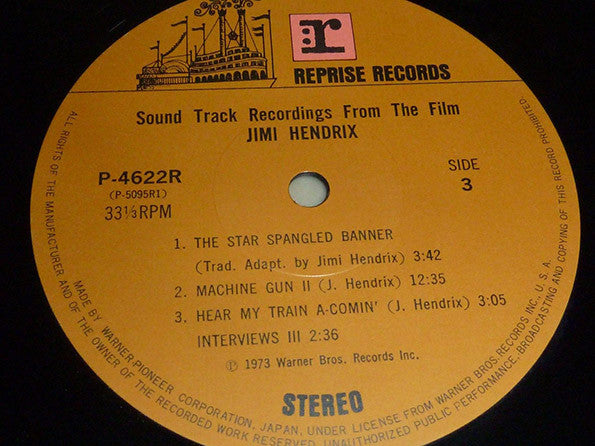 r
REPRISE RECORDS
Sound Track Recordings From The Film
JIMI HENDRIX
P-4622R
(P-5095R1)
33⅓RPM
SIDE
3
1. THE STAR SPANGLED BANNER
(Trad. Adapt. by Jimi Hendrix) 3:42
2. MACHINE GUN II (J. Hendrix) 12:35
3. HEAR MY TRAIN A-COMIN' (J. Hendrix) 3:05
INTERVIEWS III 2:36
℗ 1973 Warner Bros. Records Inc.
STEREO
MADE BY WARNER-PIONEER CORPORATION, JAPAN, UNDER LICENSE FROM WARNER BROS. RECORDS INC., U.S.A.
ALL RIGHTS OF THE MANUFACTURER AND OF THE OWNER OF THE RECORDED WORK RESERVED. UNAUTHORIZED PUBLIC PERFORMANCE, BROADCASTING AND COPYING OF THIS RECORD PROHIBITED